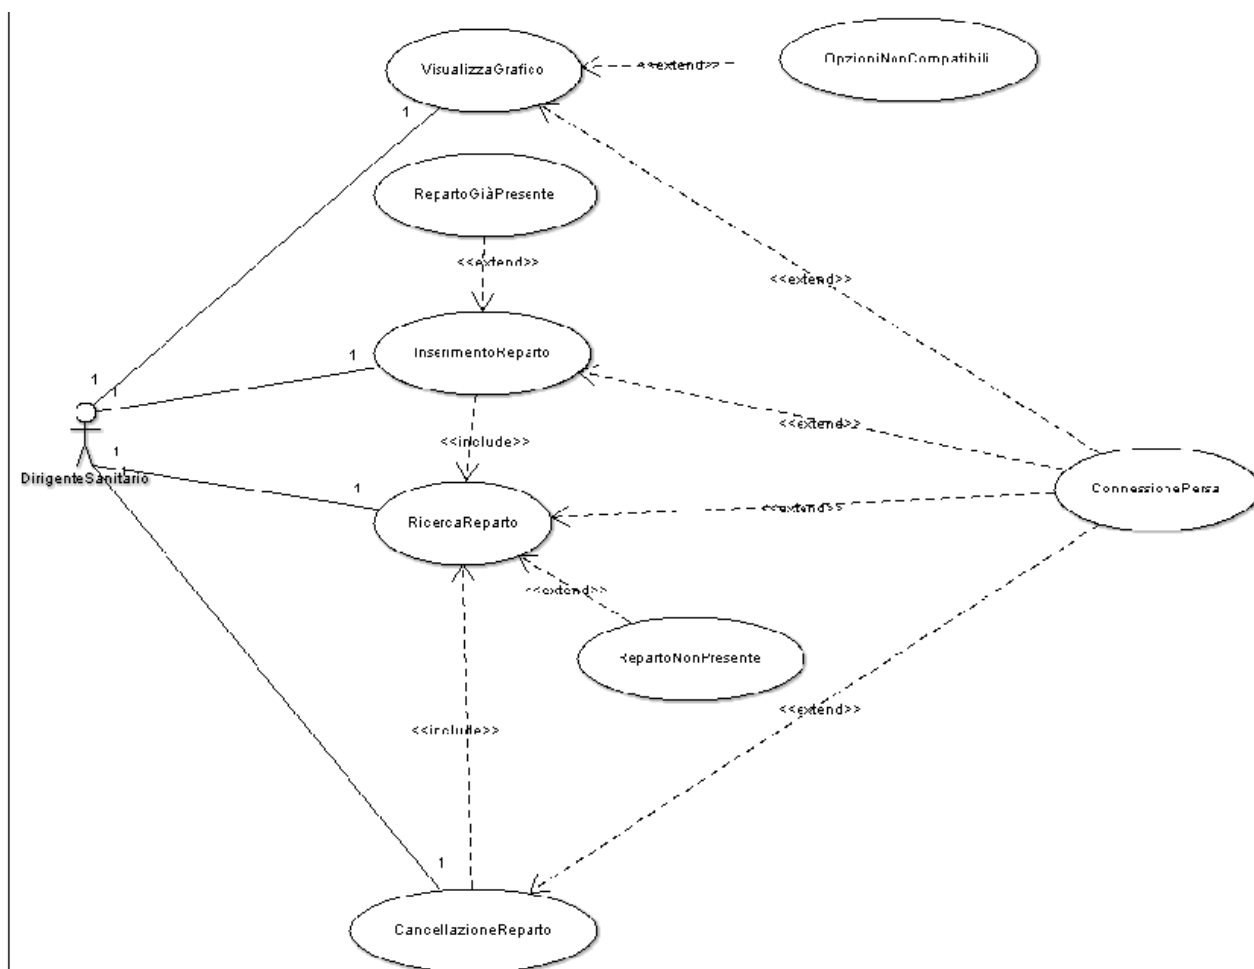 VisualizzaGrafico
<<extend>>
OpzioniNonCompatibili
1
RepartoGiàPresente
<<extend>>
<<extend>>
InserimentoReparto
1
1
1
<<extend>>
<<include>>
1
1
DirigenteSanitario
1
RicercaReparto
<<extend>>
ConnessionePersa
<<extend>>
RepartoNonPresente
<<extend>>
<<include>>
1
CancellazioneReparto